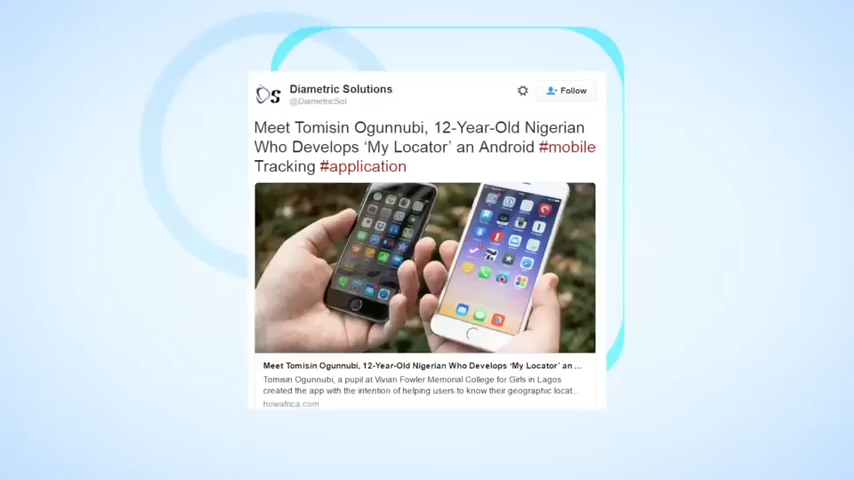 Diametric Solutions
@DiametricSol
Follow
Meet Tomisin Ogunnubi, 12-Year-Old Nigerian
Who Develops ‘My Locator’ an Android #mobile
Tracking #application
Meet Tomisin Ogunnubi, 12-Year-Old Nigerian Who Develops ‘My Locator’ an ...
Tomisin Ogunnubi, a pupil at Vivian Fowler Memorial College for Girls in Lagos
created the app with the intention of helping users to know their geographic locat...
howafrica.com